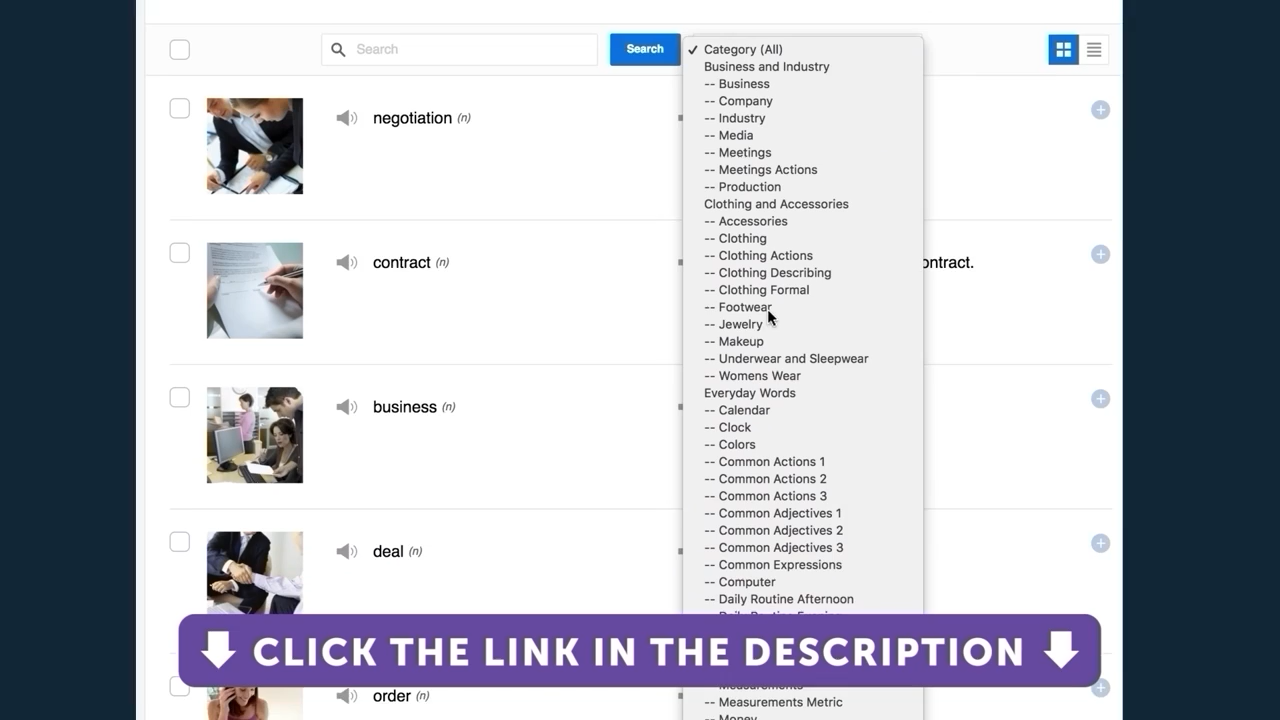 Search
Search
✓ Category (All)
Business and Industry
-- Business
-- Company
-- Industry
-- Media
-- Meetings
-- Meetings Actions
-- Production
Clothing and Accessories
-- Accessories
-- Clothing
-- Clothing Actions
-- Clothing Describing
-- Clothing Formal
-- Footwear
-- Jewelry
-- Makeup
-- Underwear and Sleepwear
-- Womens Wear
Everyday Words
-- Calendar
-- Clock
-- Colors
-- Common Actions 1
-- Common Actions 2
-- Common Actions 3
-- Common Adjectives 1
-- Common Adjectives 2
-- Common Adjectives 3
-- Common Expressions
-- Computer
-- Daily Routine Afternoon
-- Measurements Metric
negotiation (n)
contract (n)
ontract.
business (n)
deal (n)
CLICK THE LINK IN THE DESCRIPTION
order (n)